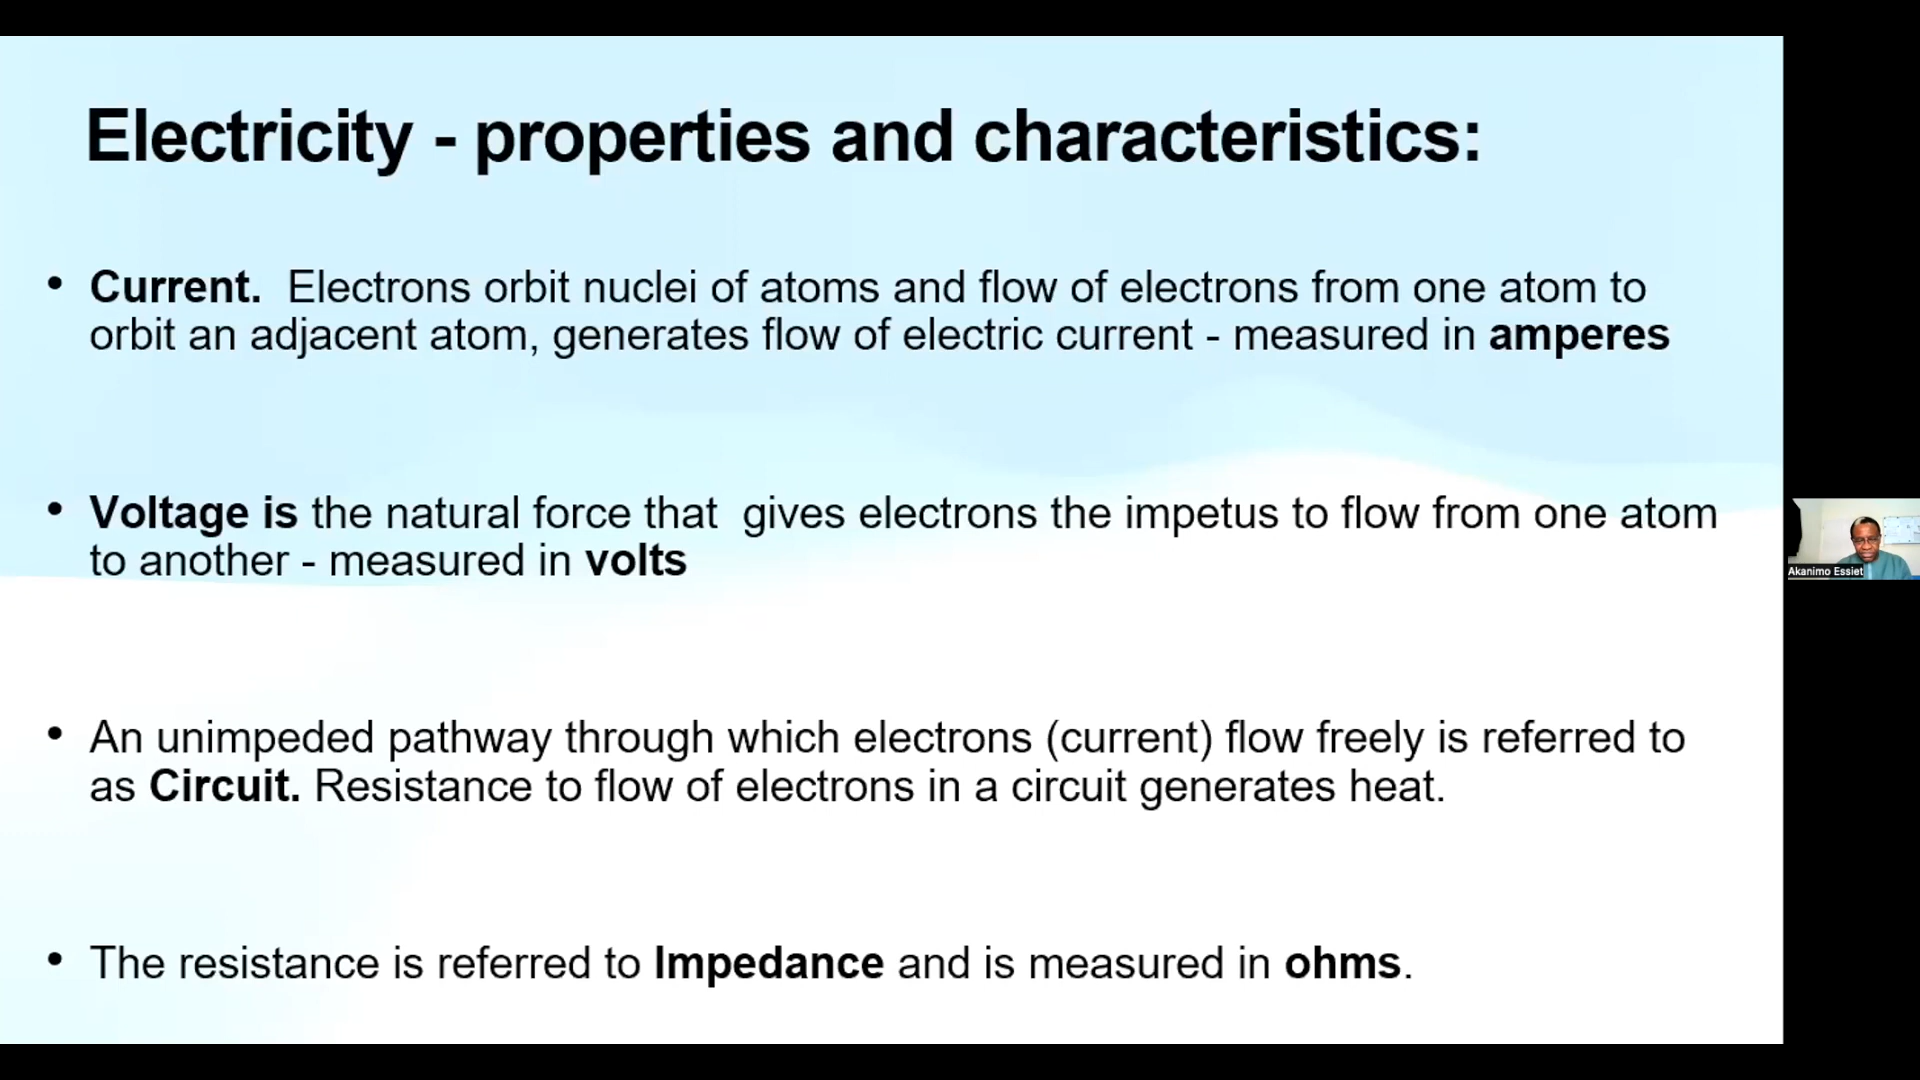 Electricity - properties and characteristics:
• Current. Electrons orbit nuclei of atoms and flow of electrons from one atom to
orbit an adjacent atom, generates flow of electric current - measured in amperes
• Voltage is the natural force that gives electrons the impetus to flow from one atom
to another - measured in volts
• An unimpeded pathway through which electrons (current) flow freely is referred to
as Circuit. Resistance to flow of electrons in a circuit generates heat.
• The resistance is referred to Impedance and is measured in ohms.
Akanimo Essiet